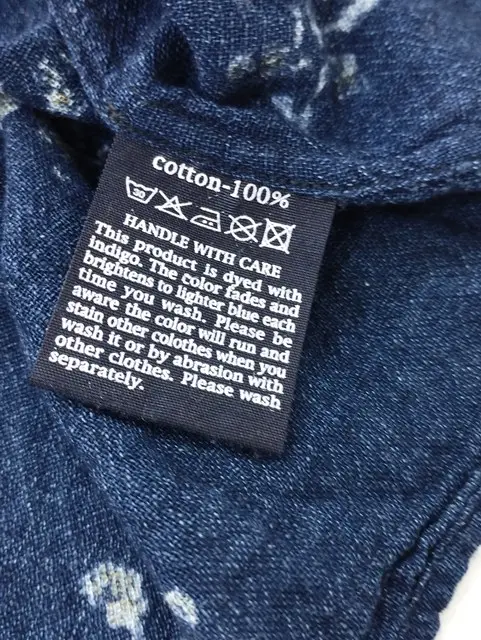 cotton-100%
30
HANDLE WITH CARE
This product is dyed with
indigo. The color fades and
brightens to lighter blue each
time you wash. Please be
aware the color will run and
stain other colothes when you
wash it or by abrasion with
other clothes. Please wash
separately.